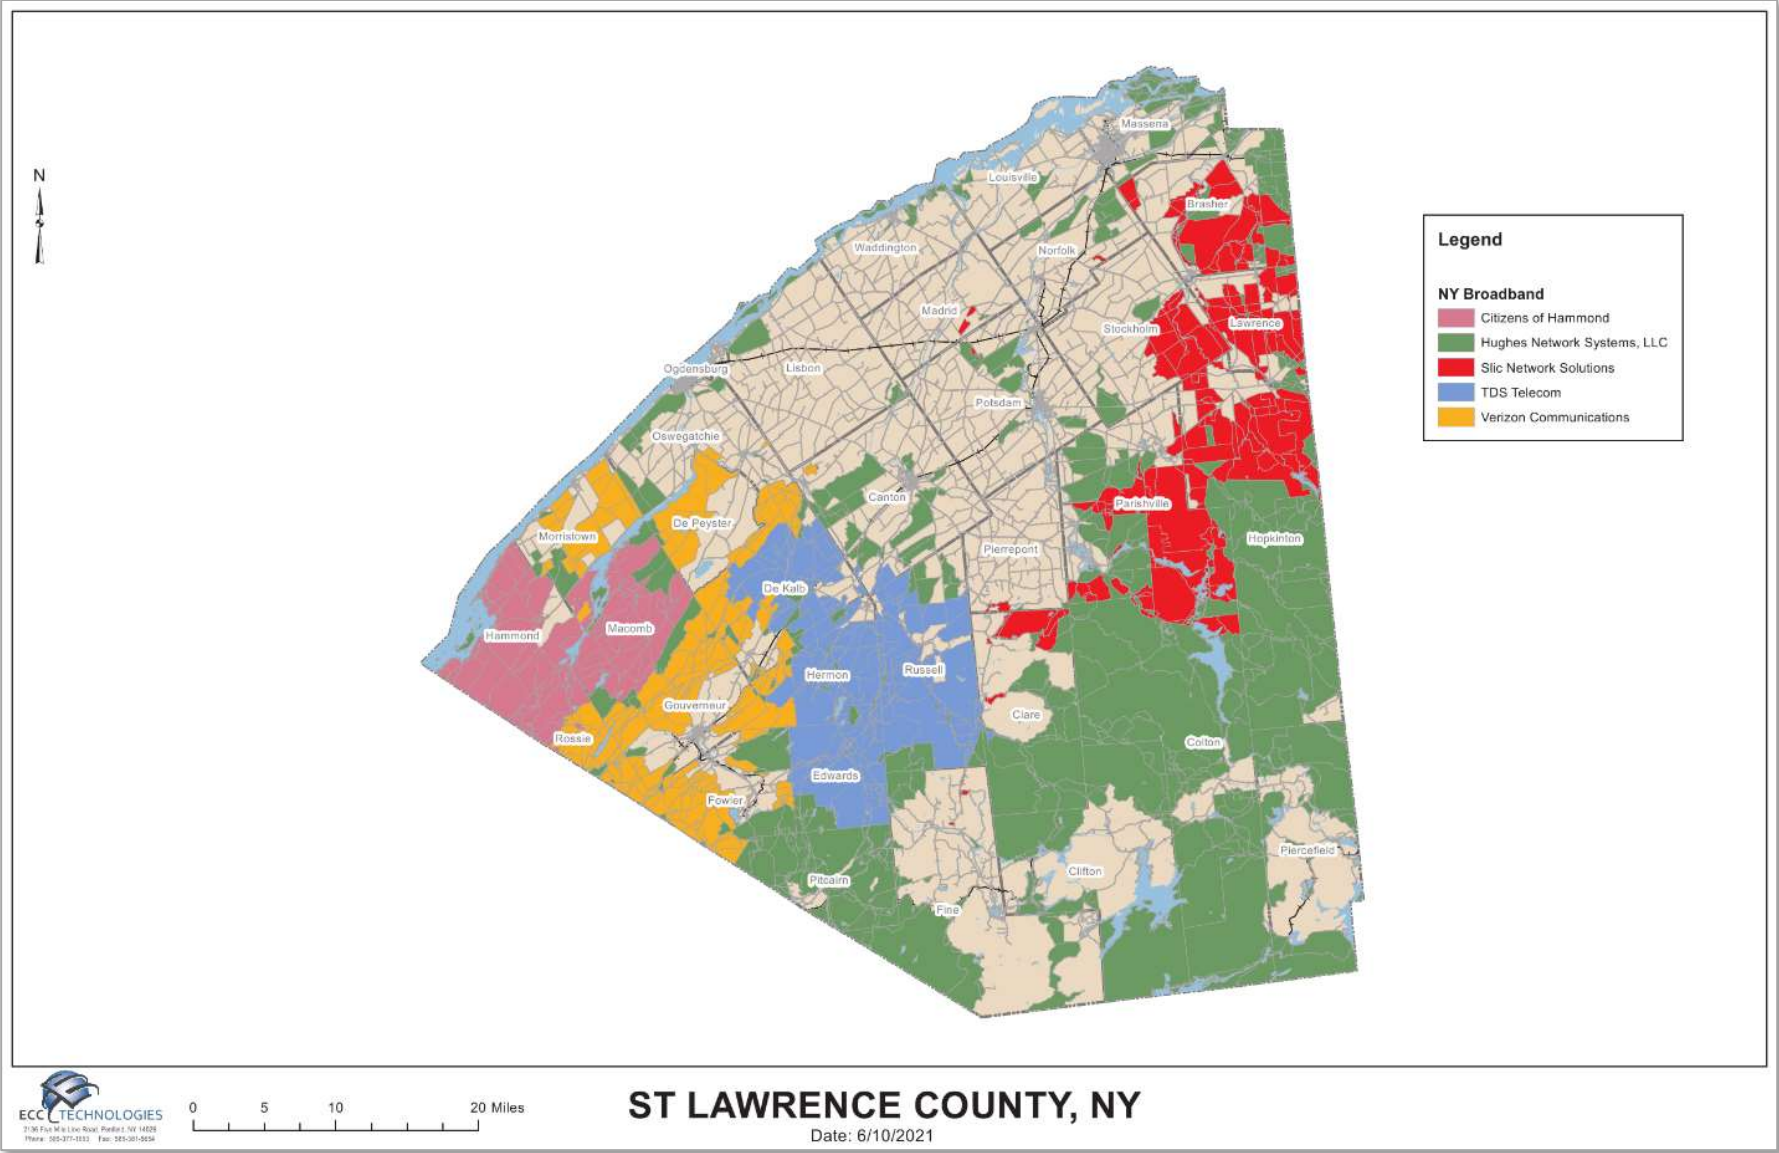 N
Massena
Louisville
Brasher
Waddington
Norfolk
Madrid
Stockholm
Lawrence
Ogdensburg
Lisbon
Potsdam
Oswegatchie
Canton
Parishville
De Peyster
Morristown
Hopkinton
Pierrepont
De Kalb
Hammond
Macomb
Hermon
Russell
Gouverneur
Clare
Rossie
Colton
Edwards
Fowler
Piercefield
Clifton
Pitcairn
Fine
Legend
NY Broadband
Citizens of Hammond
Hughes Network Systems, LLC
Slic Network Solutions
TDS Telecom
Verizon Communications
ECC TECHNOLOGIES
0 5 10 20 Miles
ST LAWRENCE COUNTY, NY
Date: 6/10/2021